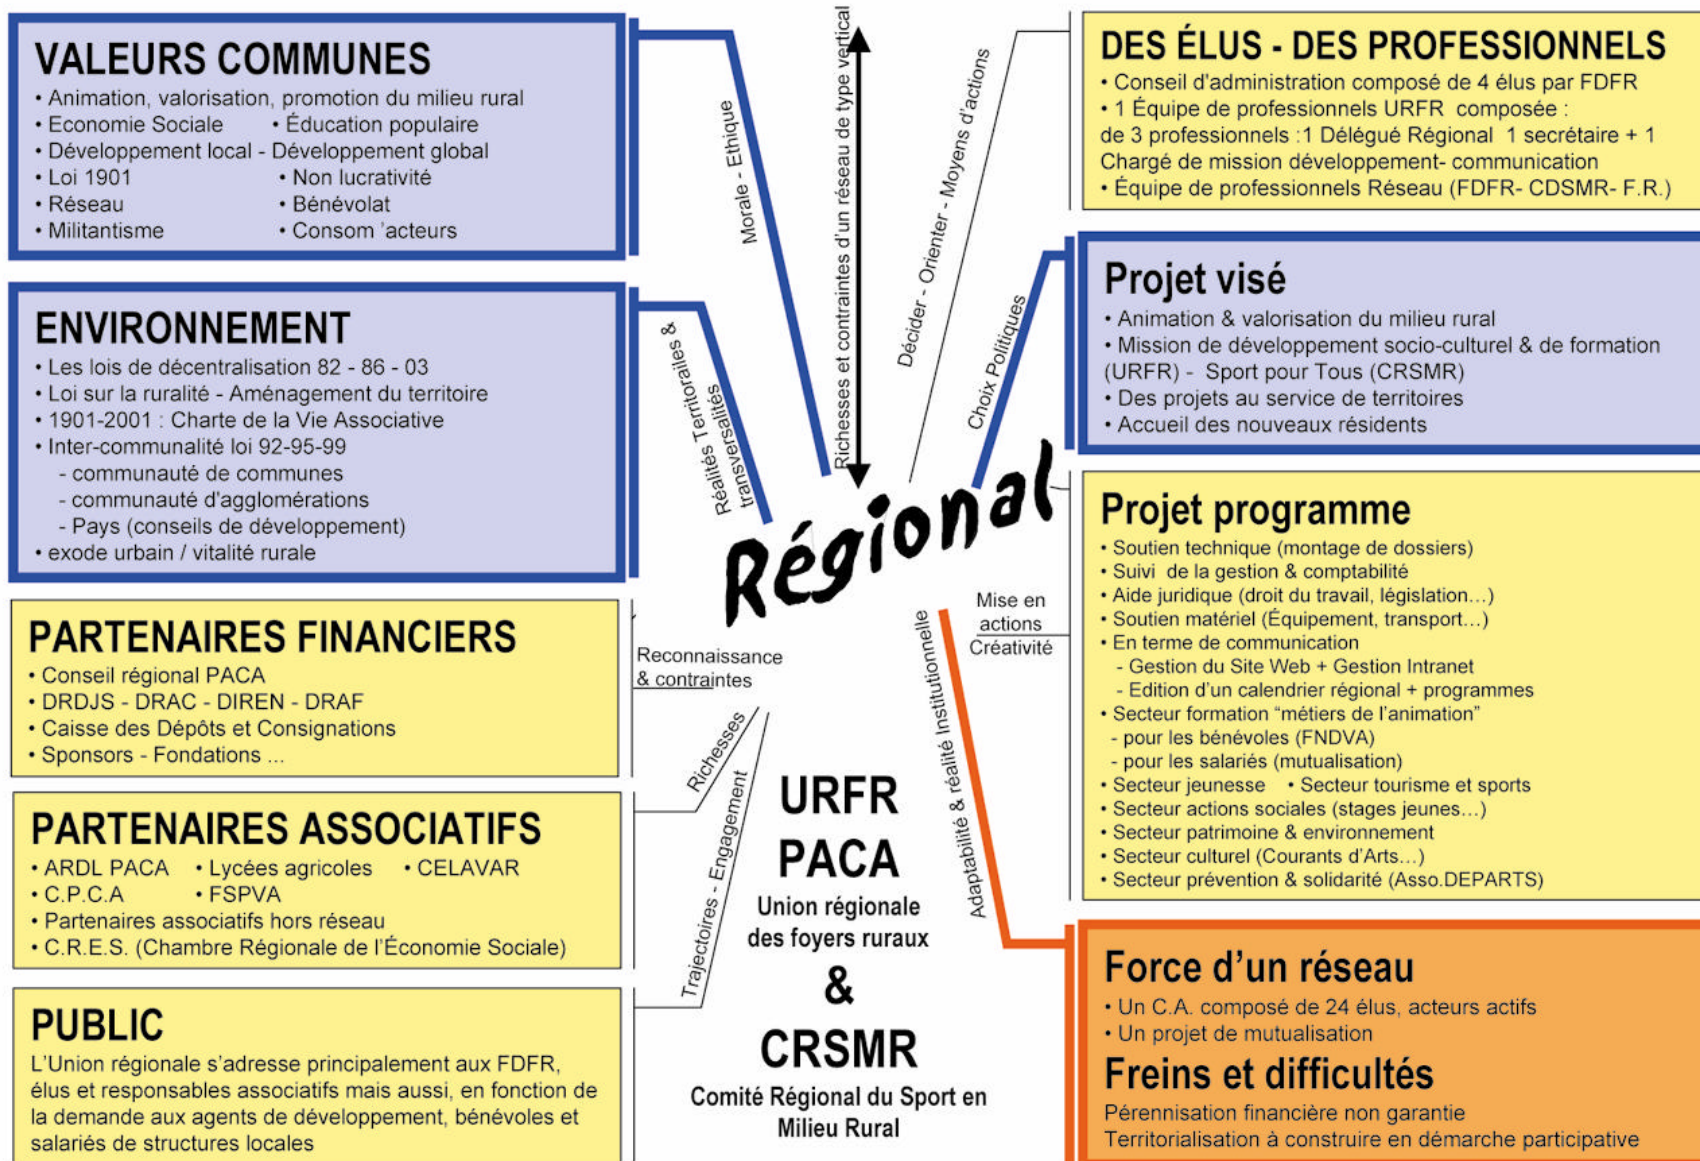 VALEURS COMMUNES
• Animation, valorisation, promotion du milieu rural
• Economie Sociale • Éducation populaire
• Développement local - Développement global
• Loi 1901 • Non lucrativité
• Réseau • Bénévolat
• Militantisme • Consom 'acteurs
ENVIRONNEMENT
• Les lois de décentralisation 82 - 86 - 03
• Loi sur la ruralité - Aménagement du territoire
• 1901-2001 : Charte de la Vie Associative
• Inter-communalité loi 92-95-99
- communauté de communes
- communauté d'agglomérations
- Pays (conseils de développement)
• exode urbain / vitalité rurale
PARTENAIRES FINANCIERS
• Conseil régional PACA
• DRDJS - DRAC - DIREN - DRAF
• Caisse des Dépôts et Consignations
• Sponsors - Fondations ...
PARTENAIRES ASSOCIATIFS
• ARDL PACA • Lycées agricoles • CELAVAR
• C.P.C.A • FSPVA
• Partenaires associatifs hors réseau
• C.R.E.S. (Chambre Régionale de l'Économie Sociale)
PUBLIC
L'Union régionale s'adresse principalement aux FDFR,
élus et responsables associatifs mais aussi, en fonction de
la demande aux agents de développement, bénévoles et
salariés de structures locales
Morale - Ethique
Réalités Territoriales &
transversalités
Reconnaissance
& contraintes
Richesses
Trajectoires - Engagement
Richesses et contraintes d'un réseau de type vertical
Décider - Orienter - Moyens d'actions
Choix Politiques
Régional
Mise en
actions
Créativité
Adaptabilité & réalité Institutionnelle
URFR
PACA
Union régionale
des foyers ruraux
&
CRSMR
Comité Régional du Sport en
Milieu Rural
DES ÉLUS - DES PROFESSIONNELS
• Conseil d'administration composé de 4 élus par FDFR
• 1 Équipe de professionnels URFR composée :
de 3 professionnels :1 Délégué Régional 1 secrétaire + 1
Chargé de mission développement- communication
• Équipe de professionnels Réseau (FDFR- CDSMR- F.R.)
Projet visé
• Animation & valorisation du milieu rural
• Mission de développement socio-culturel & de formation
(URFR) - Sport pour Tous (CRSMR)
• Des projets au service de territoires
• Accueil des nouveaux résidents
Projet programme
• Soutien technique (montage de dossiers)
• Suivi de la gestion & comptabilité
• Aide juridique (droit du travail, législation...)
• Soutien matériel (Équipement, transport...)
• En terme de communication
- Gestion du Site Web + Gestion Intranet
- Edition d'un calendrier régional + programmes
• Secteur formation "métiers de l'animation"
- pour les bénévoles (FNDVA)
- pour les salariés (mutualisation)
• Secteur jeunesse • Secteur tourisme et sports
• Secteur actions sociales (stages jeunes...)
• Secteur patrimoine & environnement
• Secteur culturel (Courants d'Arts...)
• Secteur prévention & solidarité (Asso.DEPARTS)
Force d'un réseau
• Un C.A. composé de 24 élus, acteurs actifs
• Un projet de mutualisation
Freins et difficultés
Pérennisation financière non garantie
Territorialisation à construire en démarche participative